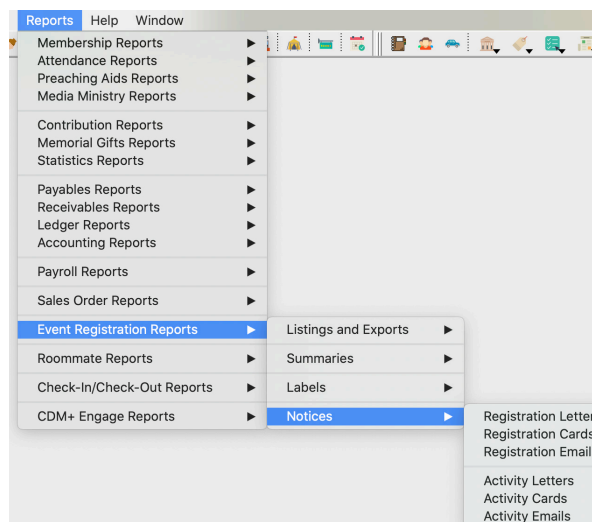 Reports Help Window
Membership Reports
Attendance Reports
Preaching Aids Reports
Media Ministry Reports
Contribution Reports
Memorial Gifts Reports
Statistics Reports
Payables Reports
Receivables Reports
Ledger Reports
Accounting Reports
Payroll Reports
Sales Order Reports
Event Registration Reports
Roommate Reports
Check-In/Check-Out Reports
CDM+ Engage Reports
Listings and Exports
Summaries
Labels
Notices
Registration Letter
Registration Cards
Registration Email
Activity Letters
Activity Cards
Activity Emails